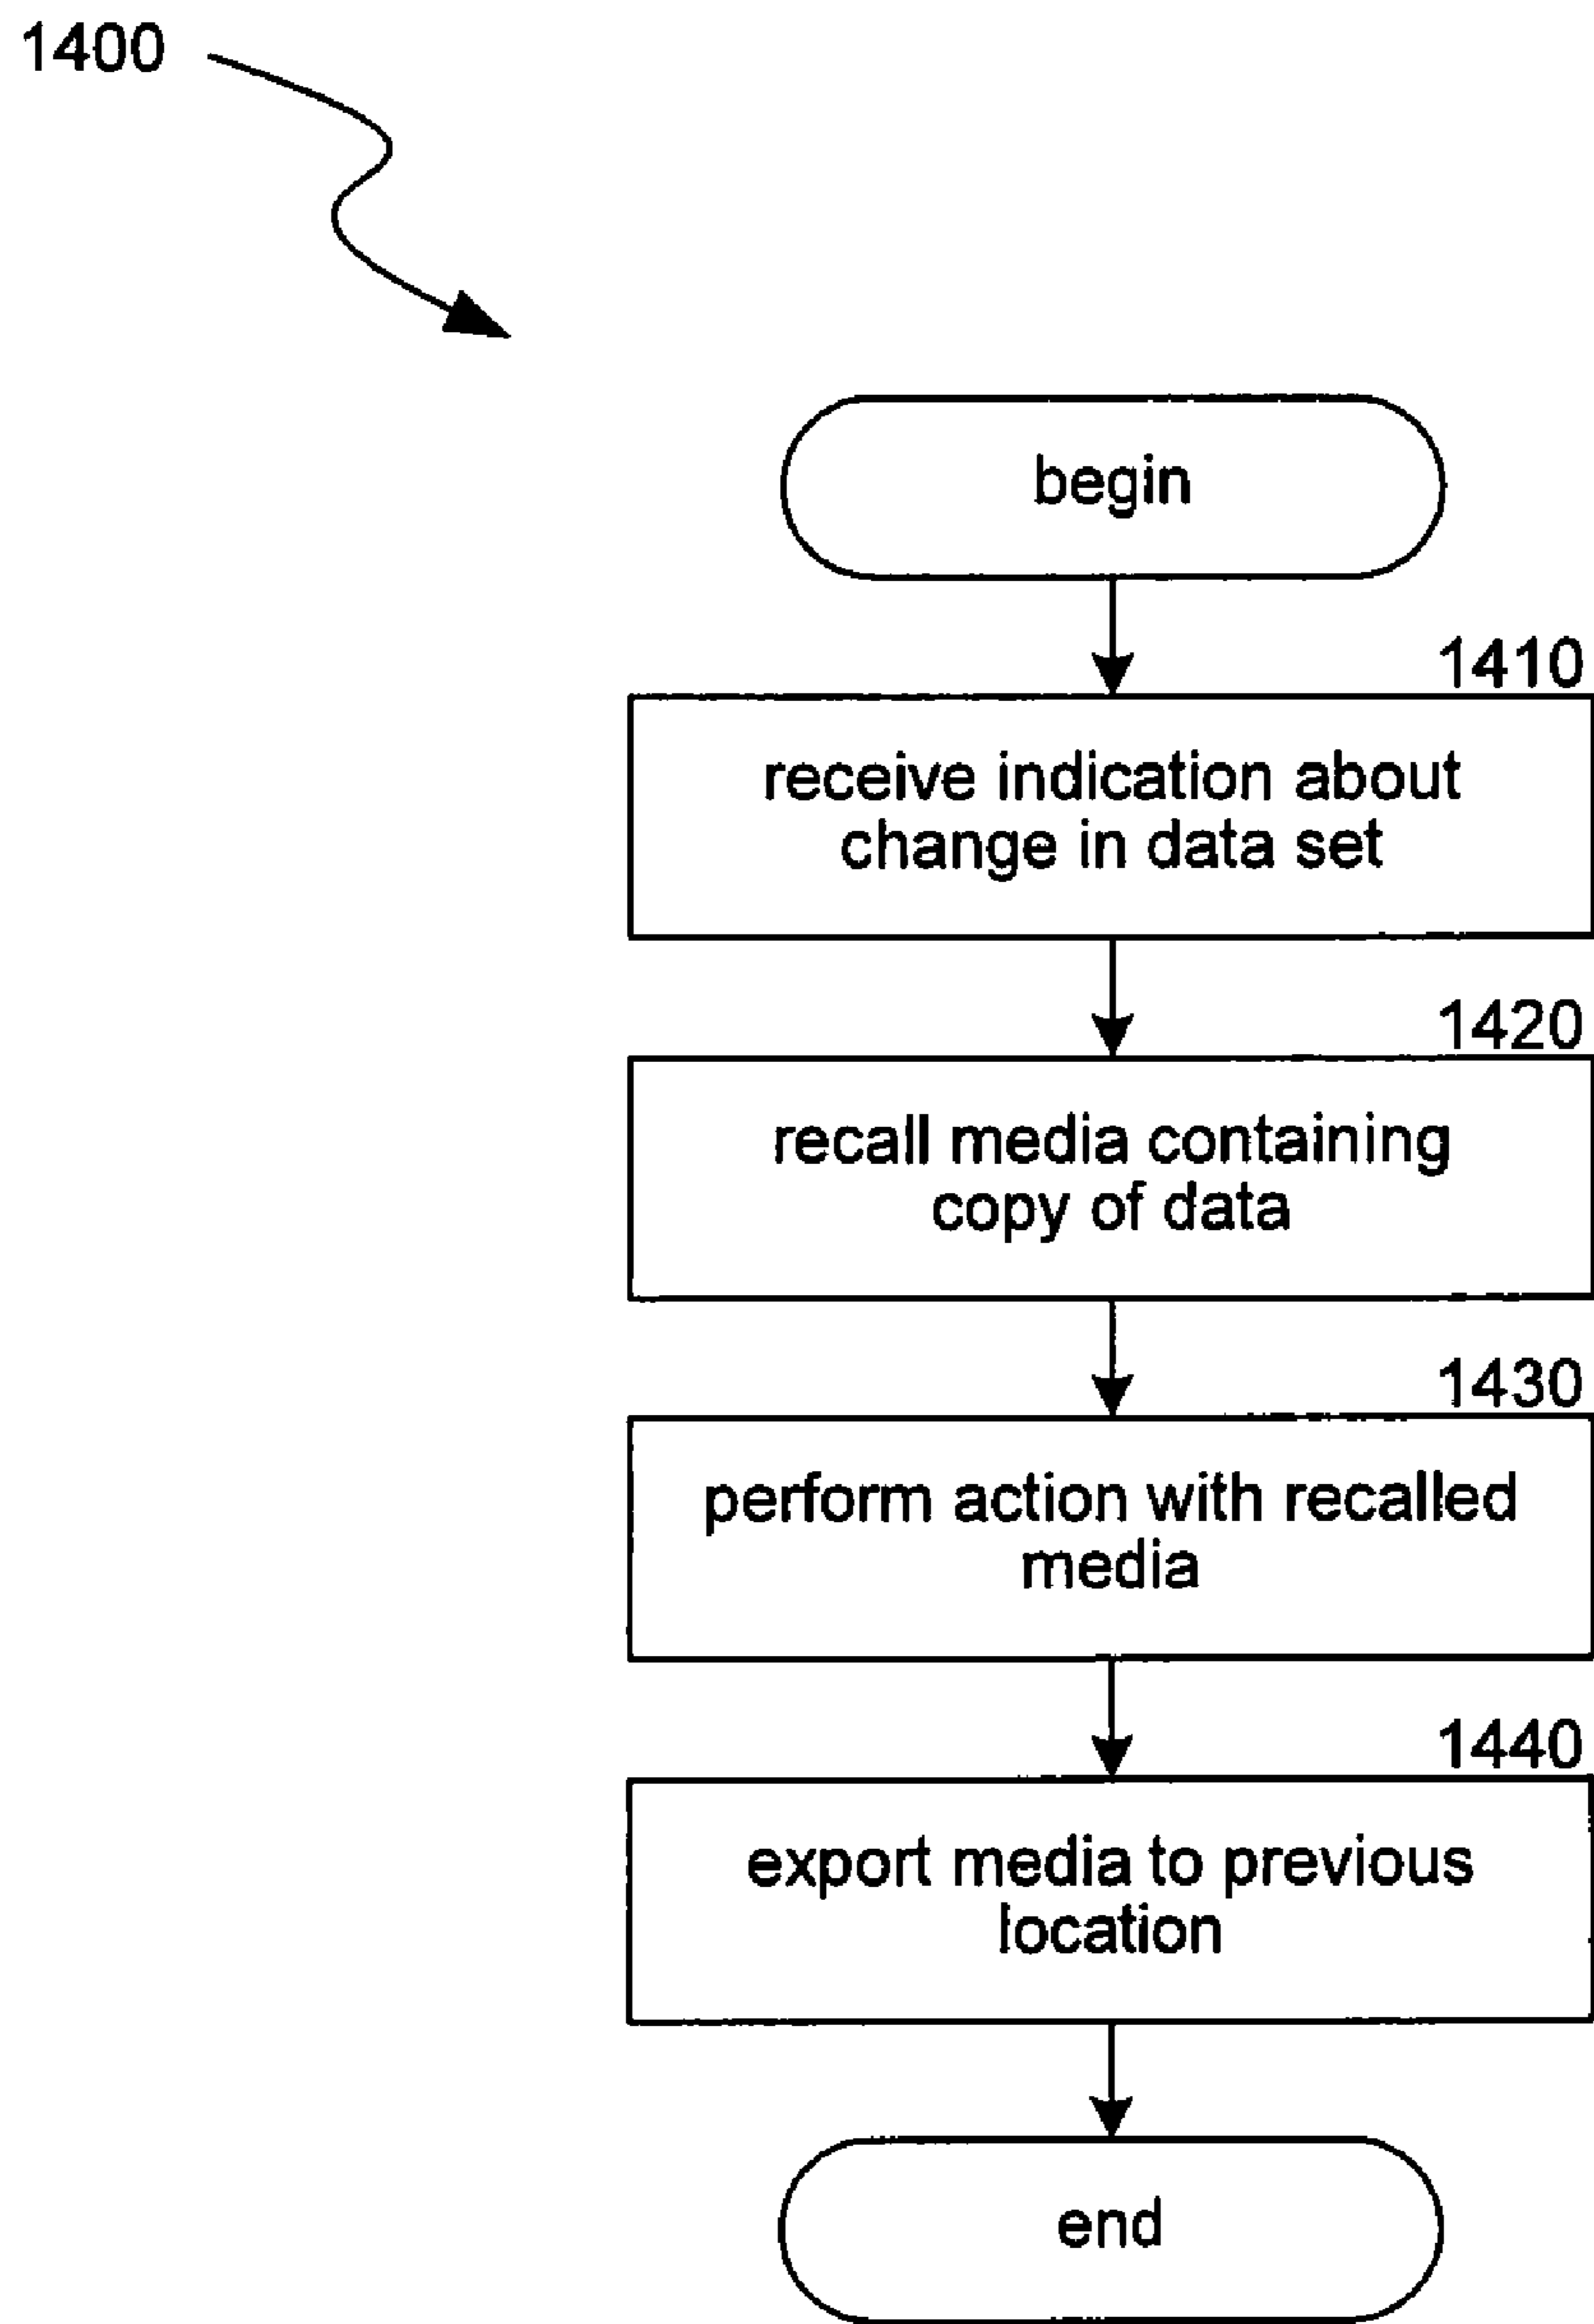 1400
begin
1410
receive indication about
change in data set
1420
recall media containing
copy of data
1430
perform action with recalled
media
1440
export media to previous
location
end